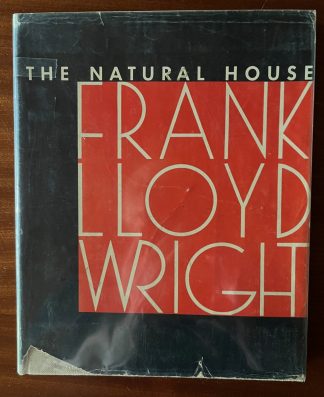 THE NATURAL HOUSE
FRANK
LLOYD
WRIGHT